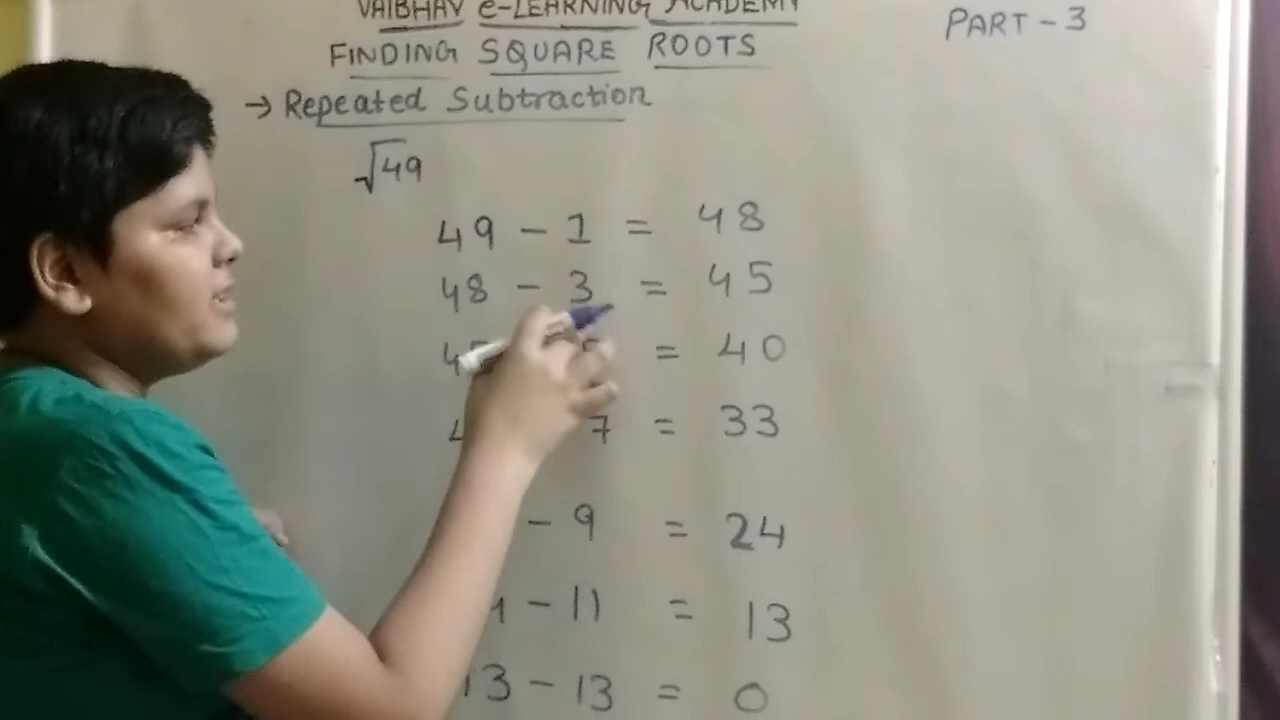 VAIBHAV e-LEARNING ACADEMY
PART-3
FINDING SQUARE ROOTS
→ Repeated Subtraction
√49
49 - 1 = 48
48 - 3 = 45
= 40
7 = 33
- 9 = 24
- 11 = 13
13 - 13 = 0